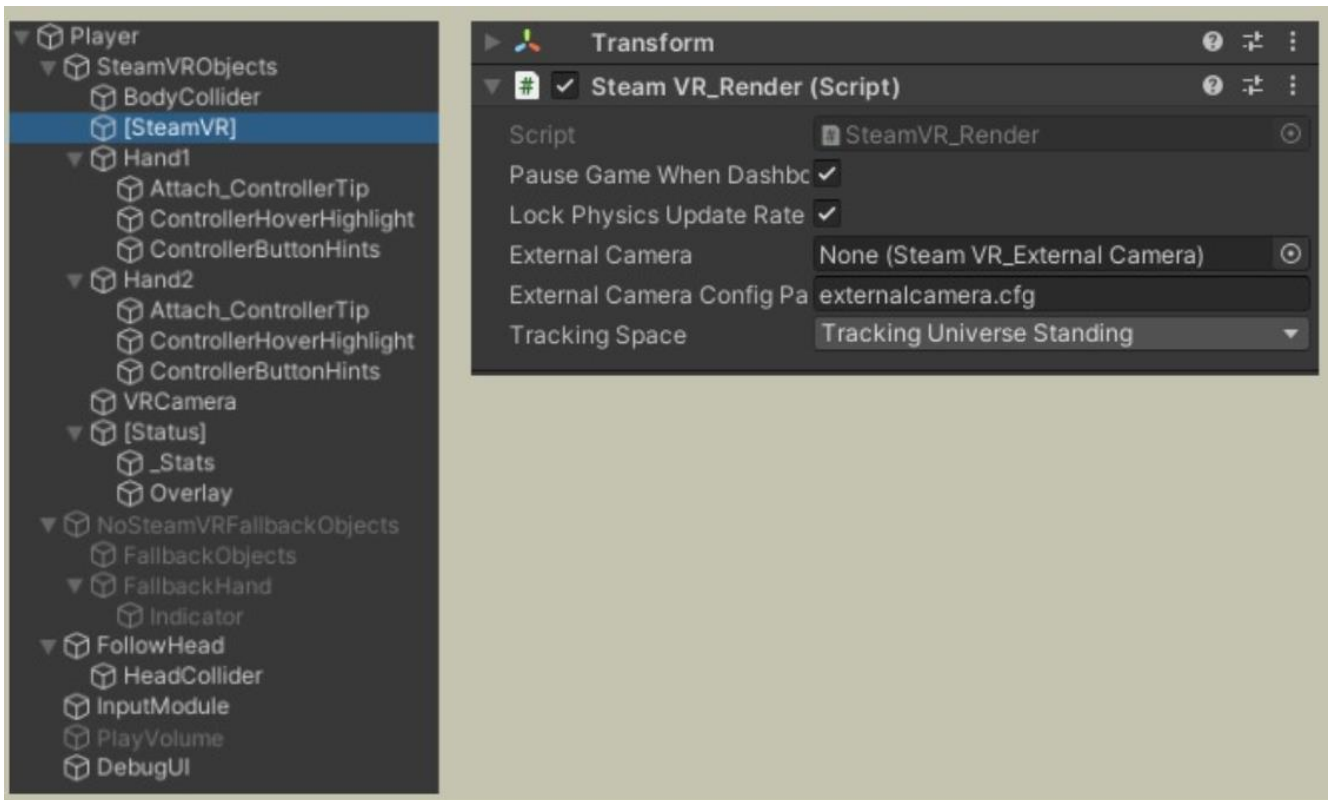 Player
SteamVRObjects
BodyCollider
[SteamVR]
Hand1
Attach_ControllerTip
ControllerHoverHighlight
ControllerButtonHints
Hand2
Attach_ControllerTip
ControllerHoverHighlight
ControllerButtonHints
VRCamera
[Status]
_Stats
Overlay
NoSteamVRFallbackObjects
FallbackObjects
FallbackHand
Indicator
FollowHead
HeadCollider
InputModule
PlayVolume
DebugUI
Transform
# Steam VR_Render (Script)
Script SteamVR_Render
Pause Game When Dashbo
Lock Physics Update Rate
External Camera None (Steam VR_External Camera)
External Camera Config Pa externalcamera.cfg
Tracking Space Tracking Universe Standing